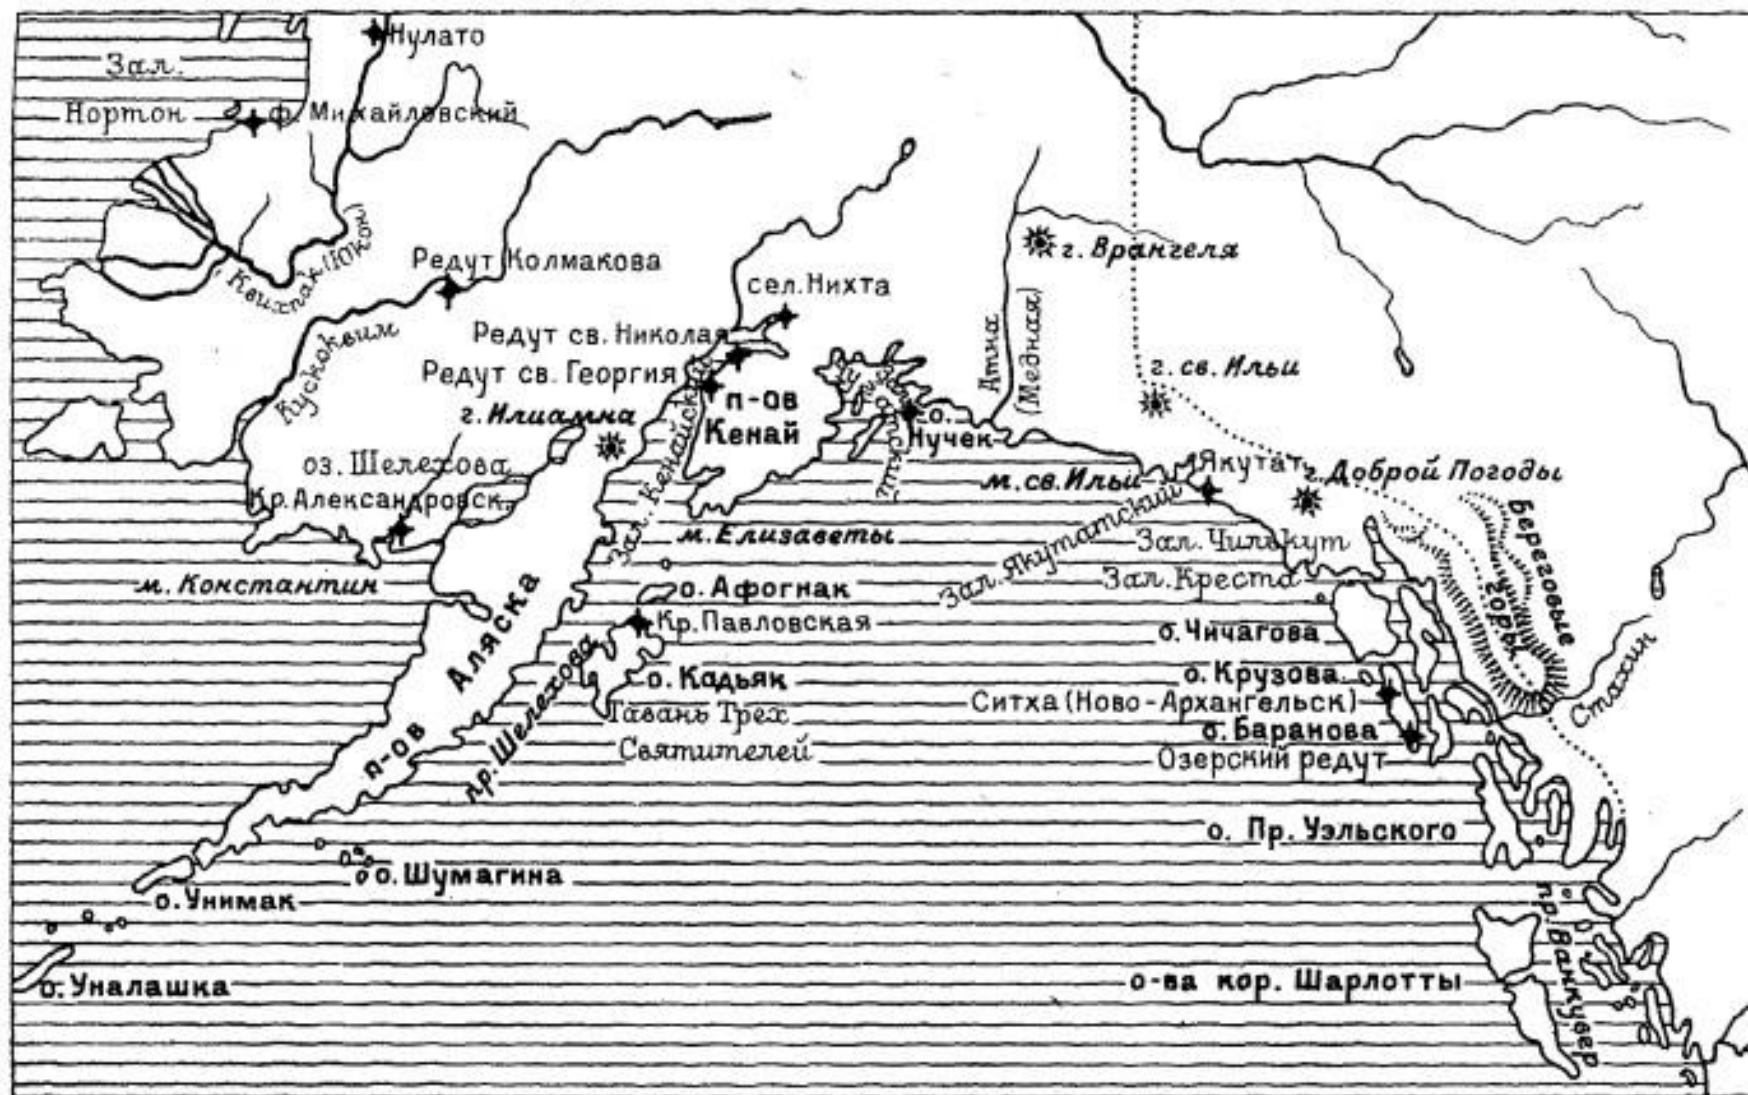 Нулато
Зал.
Нортон
ф. Михайловский
Квихпак (Юкон)
Редут Колмакова
Кускоквим
сел. Нихта
Редут св. Николая
Редут св. Георгия
г. Илиамна
п-ов
Кенай
Зал. Кенайский
оз. Шелехова
Кр. Александровск.
м. Константин
м. Елизаветы
о.
Нучек
Атна
(Медная)
г. Врангеля
г. св. Ильи
м. св. Ильи
Якутат
г. Доброй Погоды
Зал. Якутатский
Зал. Чилькут
Зал. Креста
Береговые
горы
Стахин
о. Афогнак
Кр. Павловская
о. Кадьяк
Гавань Трех
Святителей
пр. Шелехова
п-ов Аляска
о. Чичагова
о. Крузова
Ситха (Ново-Архангельск)
о. Баранова
Озерский редут
о. Пр. Уэльского
о. Шумагина
о. Унимак
о. Уналашка
о-ва кор. Шарлотты
пр. Ванкувер